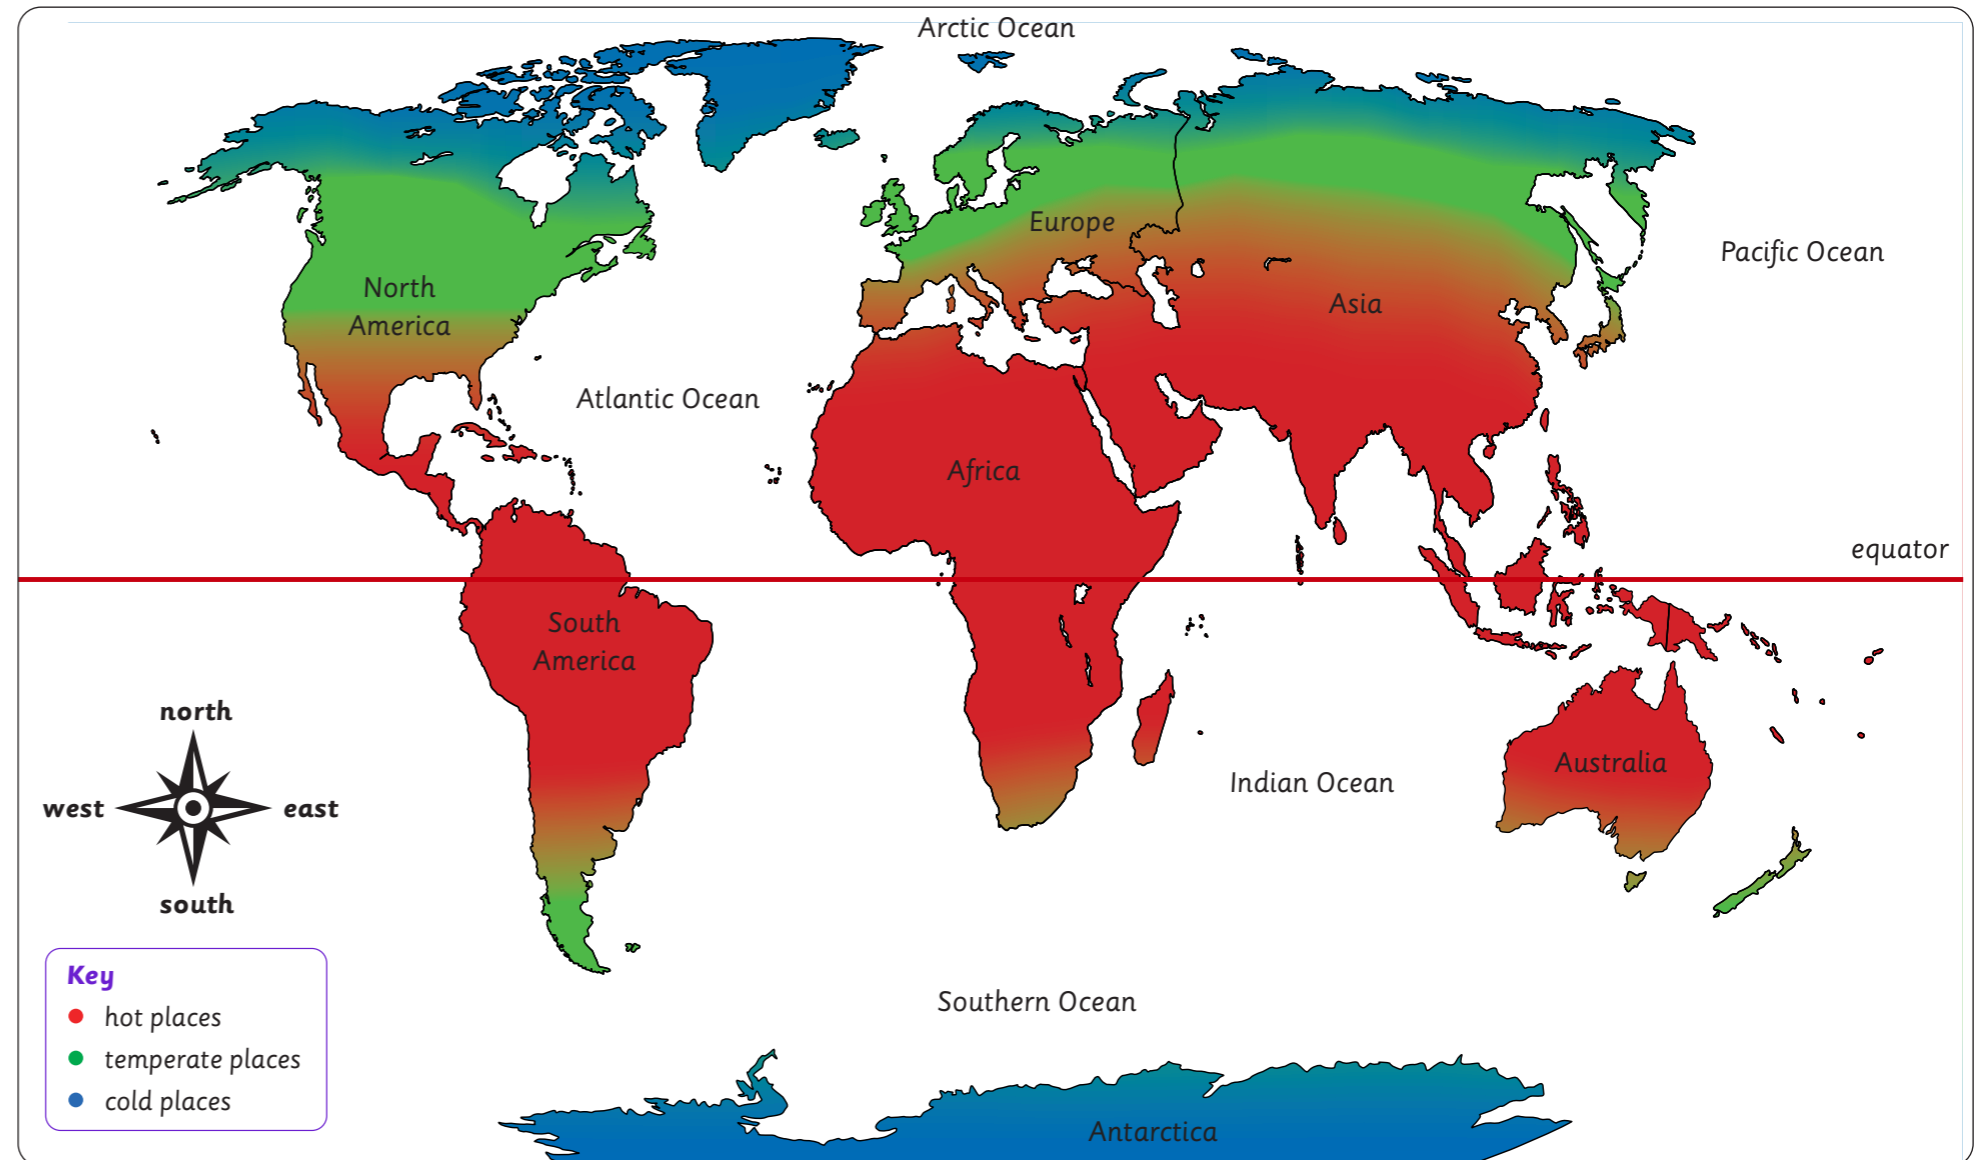 Arctic Ocean
Europe
Pacific Ocean
North
America
Asia
Atlantic Ocean
Africa
equator
South
America
north
west
east
south
Indian Ocean
Australia
Key
hot places
temperate places
cold places
Southern Ocean
Antarctica